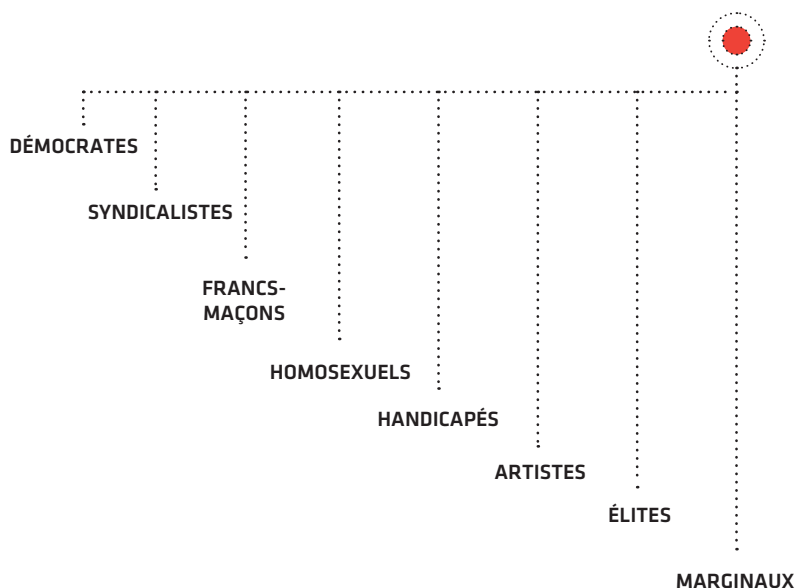 DÉMOCRATES
SYNDICALISTES
FRANCS-
MAÇONS
HOMOSEXUELS
HANDICAPÉS
ARTISTES
ÉLITES
MARGINAUX